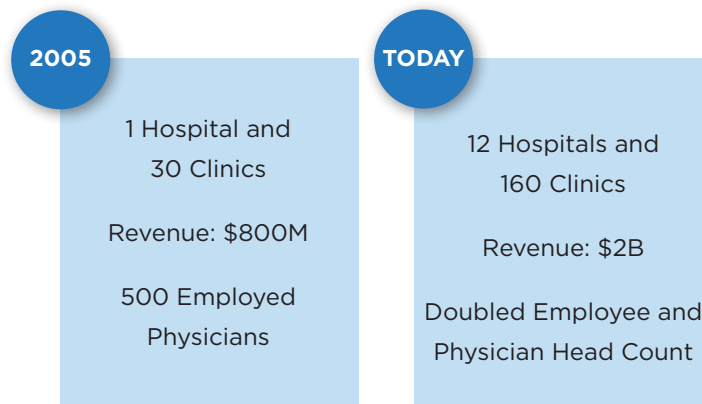 2005
1 Hospital and
30 Clinics
Revenue: $800M
500 Employed
Physicians
TODAY
12 Hospitals and
160 Clinics
Revenue: $2B
Doubled Employee and
Physician Head Count